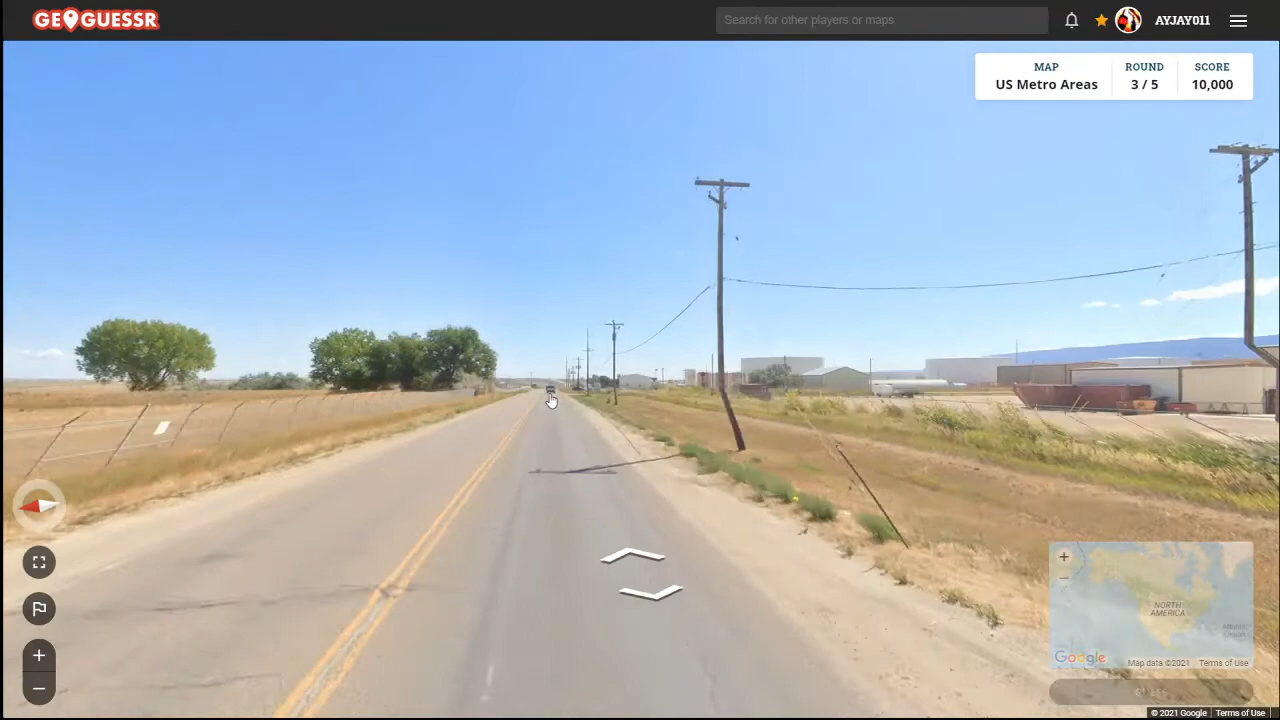 GEOGUESSR
Search for other players or maps
AYJAY011
MAP
US Metro Areas
ROUND
3 / 5
SCORE
10,000
+
−
NORTH
AMERICA
Google
Map data ©2021
Terms of Use
GUESS
+
−
© 2021 Google
Terms of Use